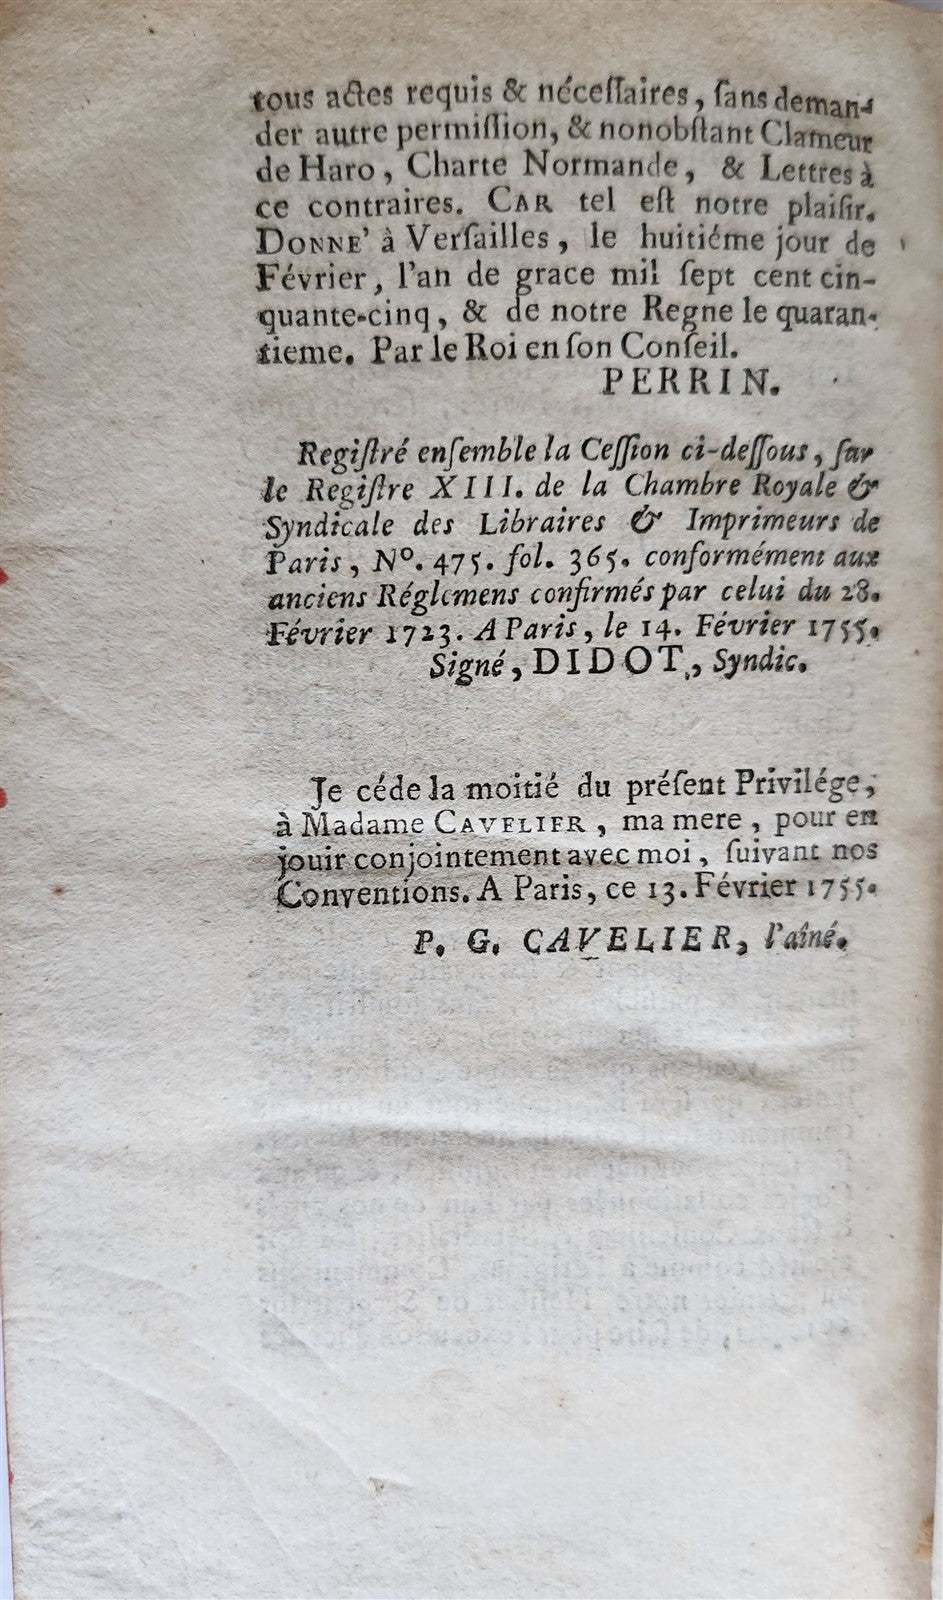 tous actes requis & néceſſaires, ſans deman-
der autre permiſſion, & nonobſtant Clameur
de Haro, Charte Normande, & Lettres à
ce contraires. CAR tel eſt notre plaiſir.
DONNE' à Verſailles, le huitiéme jour de
Février, l'an de grace mil ſept cent cin-
quante-cinq, & de notre Regne le quaran-
tieme. Par le Roi en ſon Conſeil.
PERRIN.
Regiſtré enſemble la Ceſſion ci-deſſous, ſur
le Regiſtre XIII. de la Chambre Royale &
Syndicale des Libraires & Imprimeurs de
Paris, N°. 475. fol. 365. conformément aux
anciens Réglemens confirmés par celui du 28.
Février 1723. A Paris, le 14. Février 1755.
Signé, DIDOT, Syndic.
Je céde la moitié du préſent Privilége,
à Madame CAVELIER, ma mere, pour en
jouir conjointement avec moi, ſuivant nos
Conventions. A Paris, ce 13. Février 1755.
P. G. CAVELIER, l'aîné.